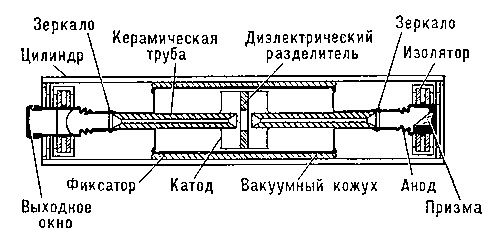 Зеркало
Цилиндр
Керамическая
труба
Диэлектрический
разделитель
Зеркало
Изолятор
Фиксатор
Катод
Вакуумный кожух
Анод
Выходное
окно
Призма